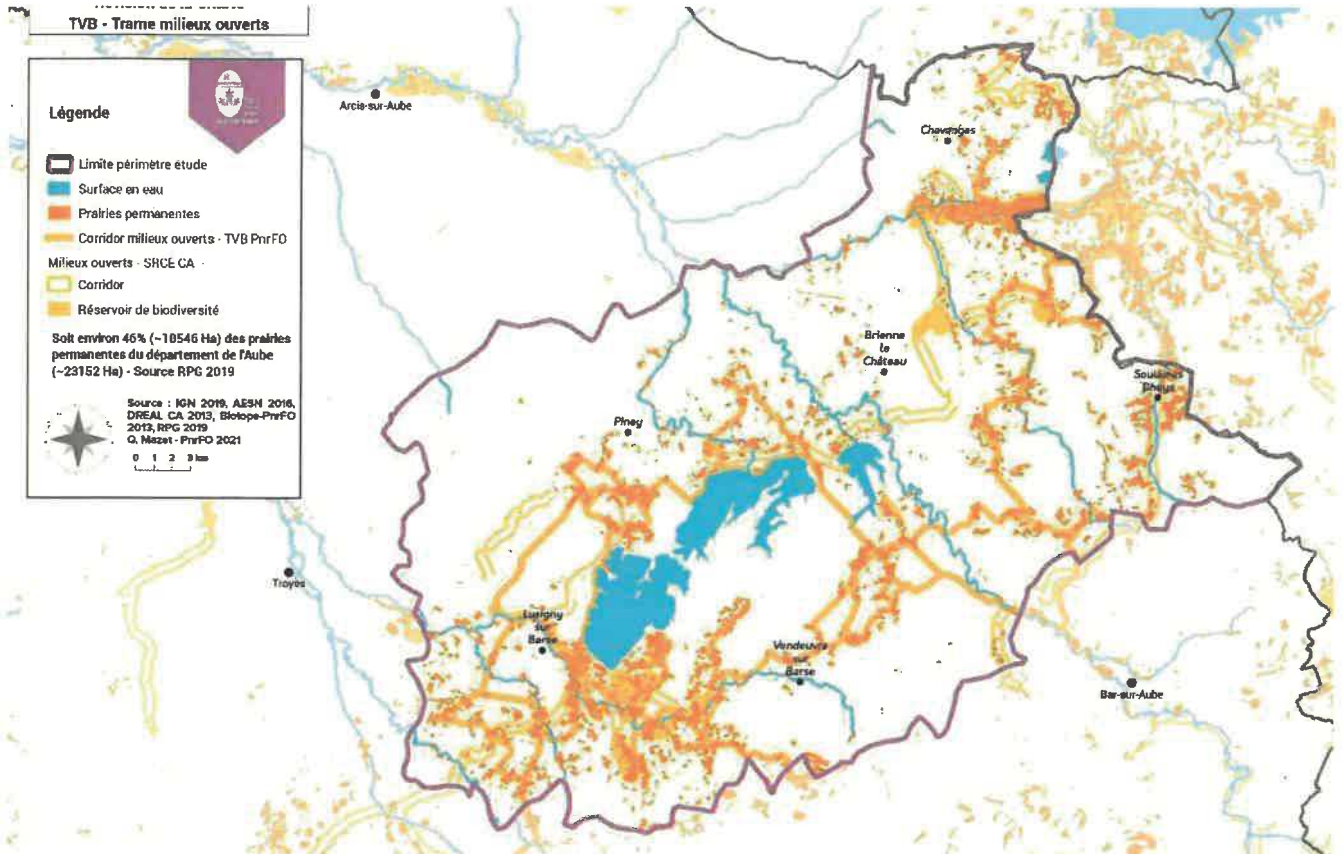 TVB - Trame milieux ouverts
Légende
Limite périmètre étude
Surface en eau
Prairies permanentes
Corridor milieux ouverts - TVB PnrFO
Milieux ouverts - SRCE CA -
Corridor
Réservoir de biodiversité
Soit environ 46% (~10546 Ha) des prairies
permanentes du département de l'Aube
(~23152 Ha) - Source RPG 2019
Source : IGN 2019, AESN 2016,
DREAL CA 2013, Biotope-PnrFO
2013, RPG 2019
O. Mazet - PnrFO 2021
0 1 2 3 km
Arcis-sur-Aube
Chavanges
Brienne
le
Château
Soulaines
Dhuys
Piney
Troyes
Lusigny
sur
Barse
Vendeuvre
sur
Barse
Bar-sur-Aube